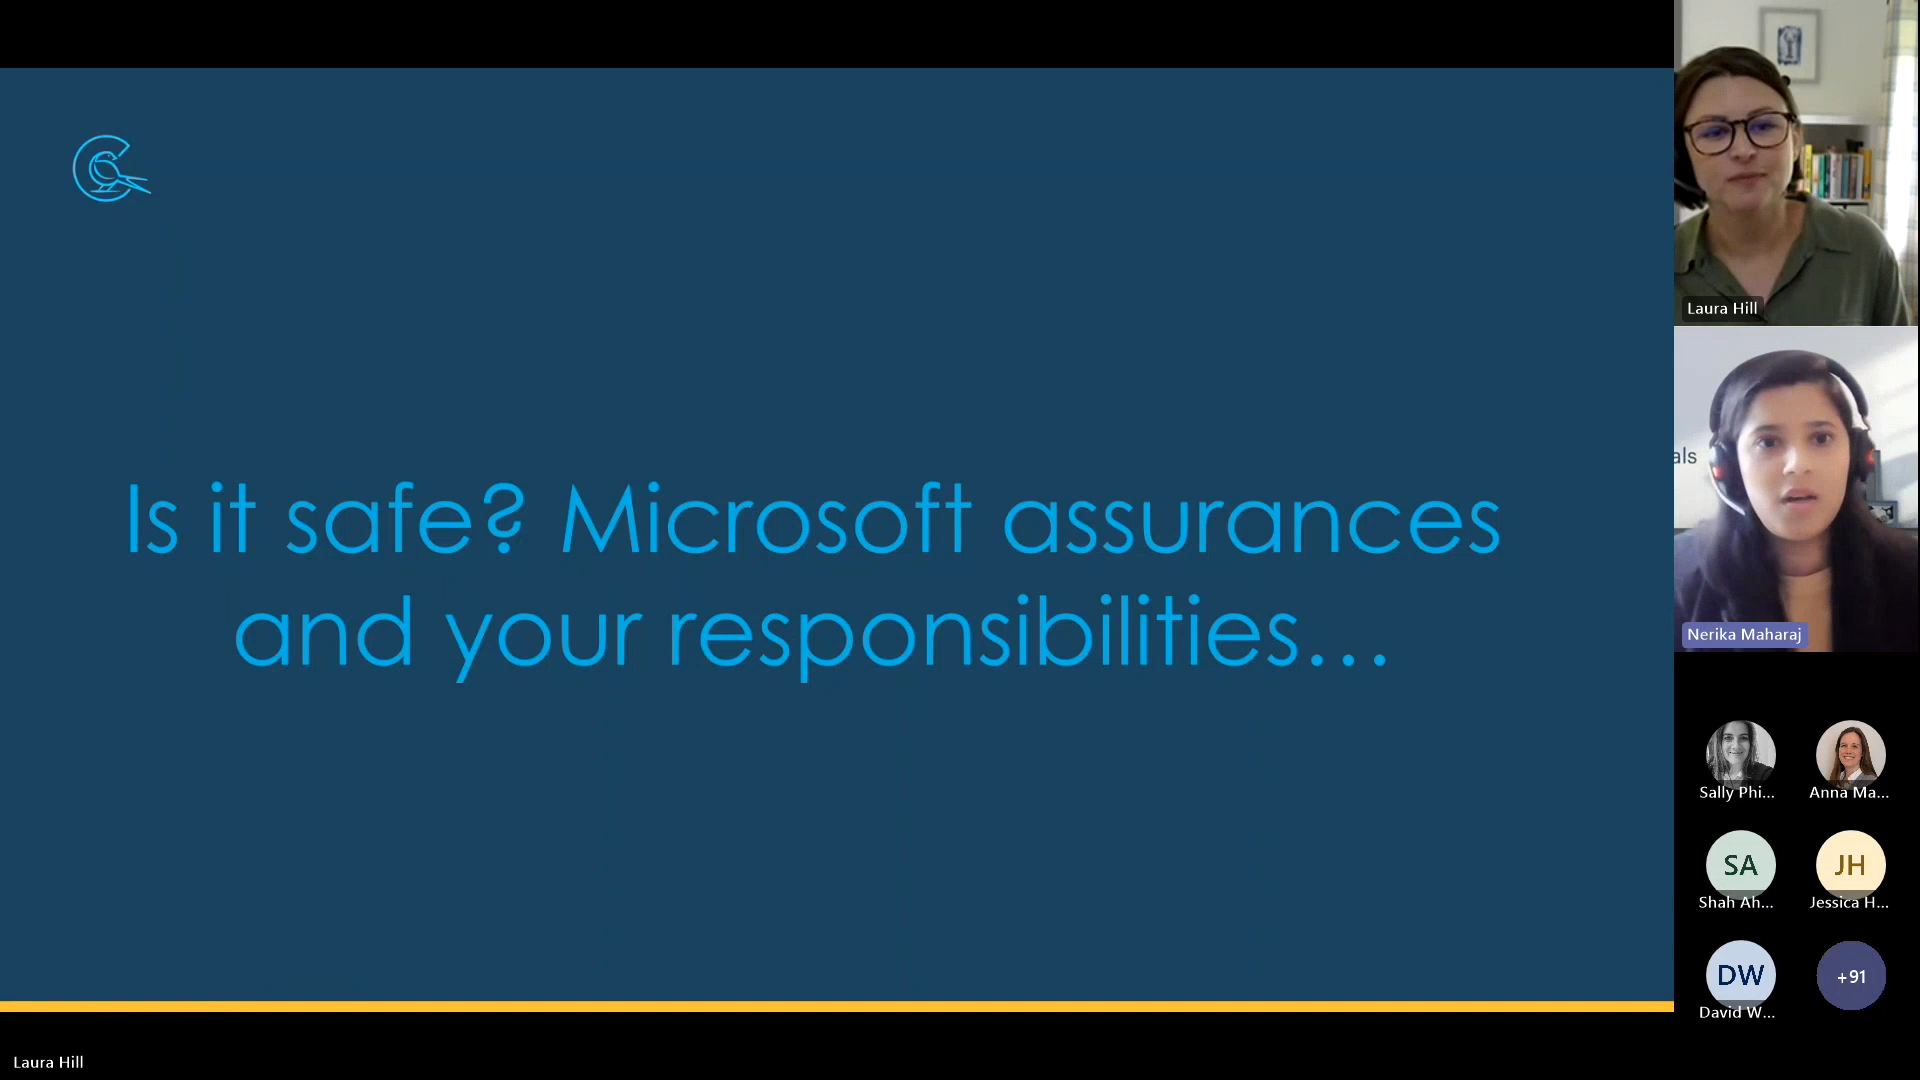 Is it safe? Microsoft assurances
and your responsibilities...
Laura Hill
als
Nerika Maharaj
Sally Phi...
Anna Ma...
SA
Shah Ah...
JH
Jessica H...
DW
David W...
+91
Laura Hill